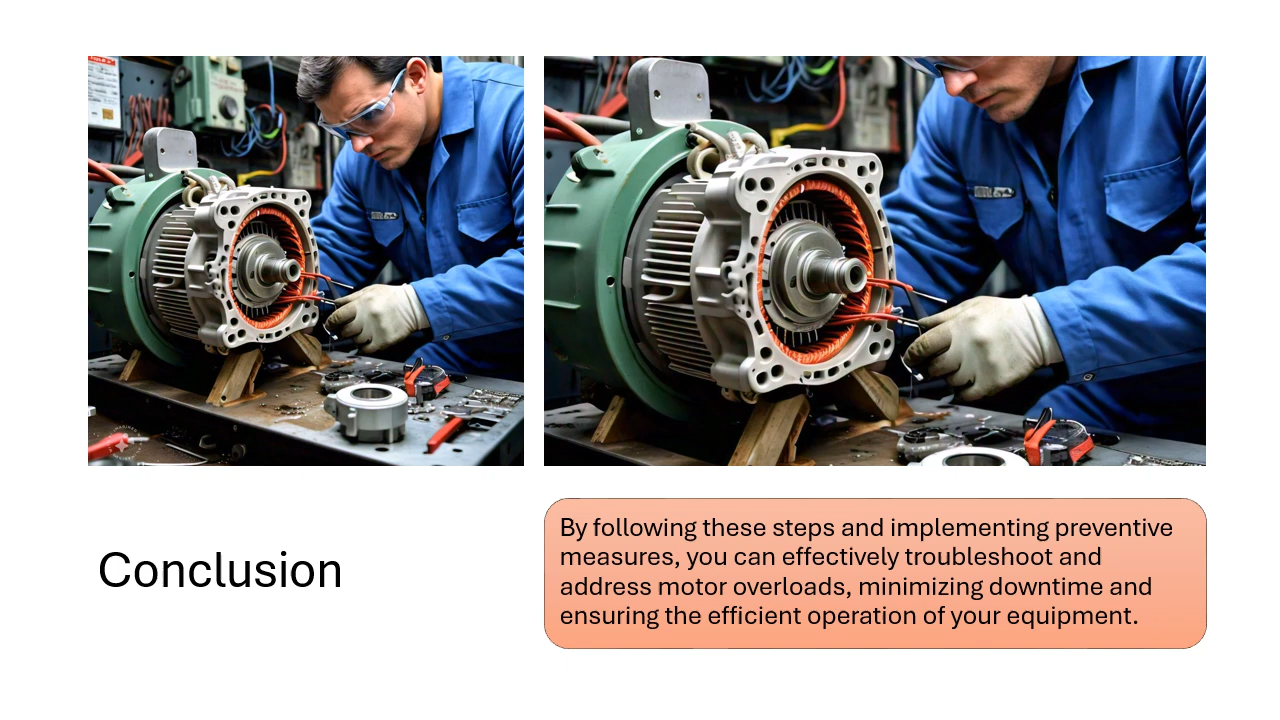 Conclusion
By following these steps and implementing preventive
measures, you can effectively troubleshoot and
address motor overloads, minimizing downtime and
ensuring the efficient operation of your equipment.